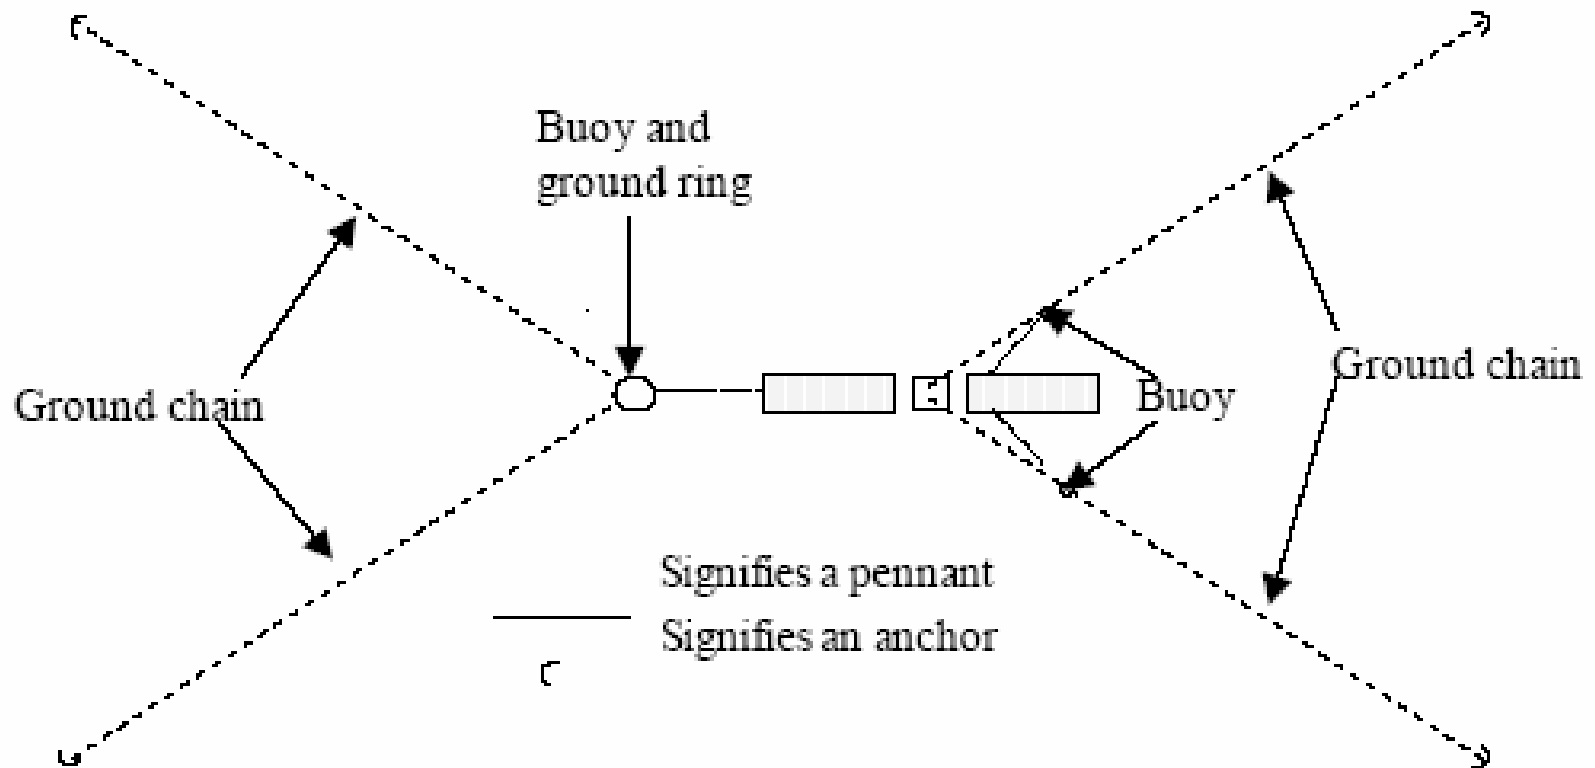 Buoy and
ground ring
Ground chain
Ground chain
Buoy
Signifies a pennant
Signifies an anchor